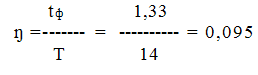 tф 1,33
ŋ =------- = ---------- = 0,095
T 14